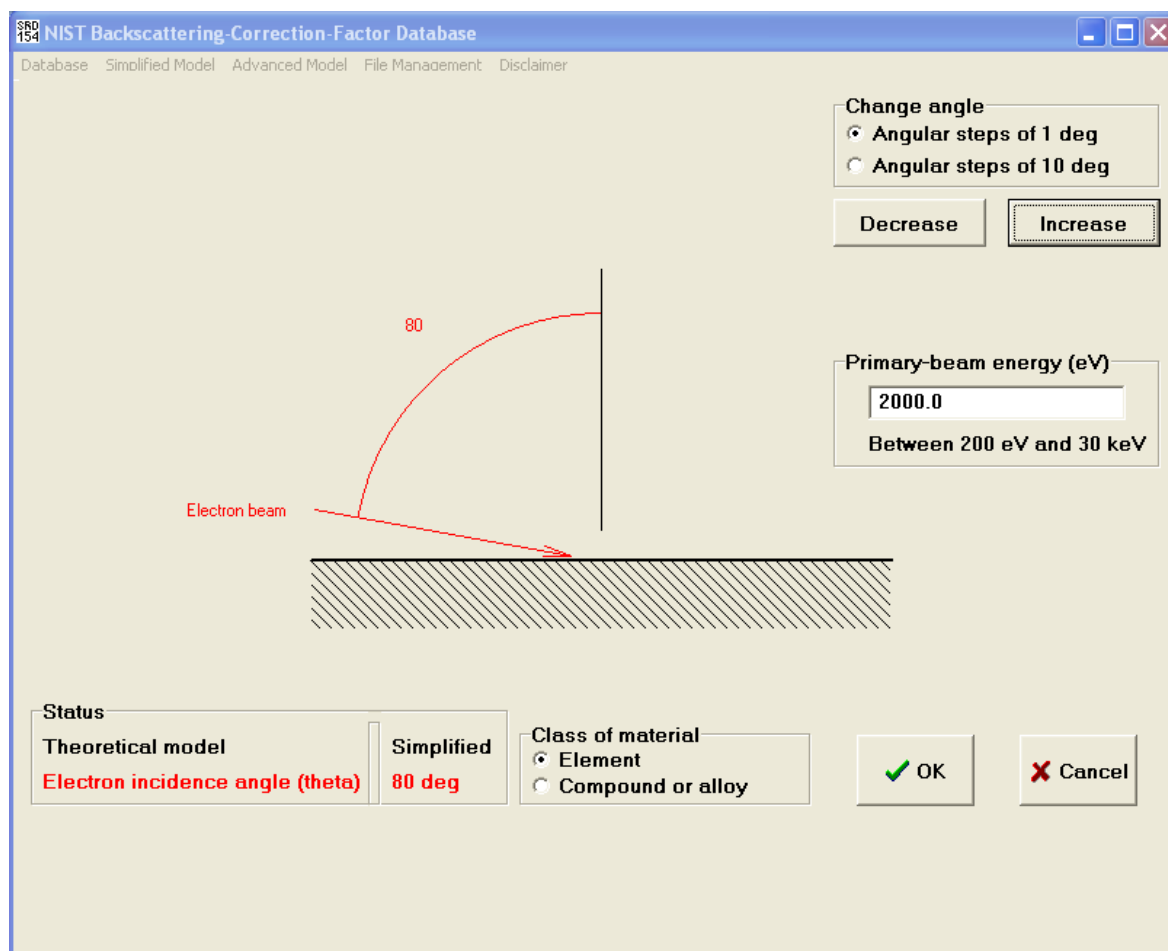 SRD
154
NIST Backscattering-Correction-Factor Database
Database Simplified Model Advanced Model File Management Disclaimer
Change angle
Angular steps of 1 deg
Angular steps of 10 deg
Decrease Increase
80
Primary-beam energy (eV)
2000.0
Between 200 eV and 30 keV
Electron beam
Status
Theoretical model Simplified
Electron incidence angle (theta) 80 deg
Class of material
Element
Compound or alloy
OK Cancel